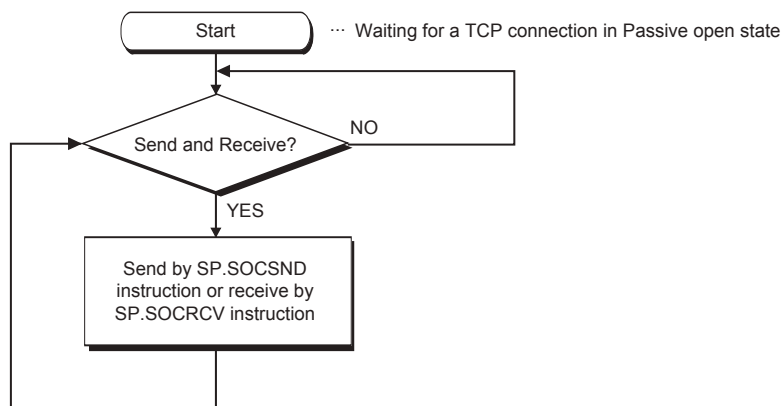 Start
··· Waiting for a TCP connection in Passive open state
Send and Receive?
NO
YES
Send by SP.SOCSND
instruction or receive by
SP.SOCRCV instruction